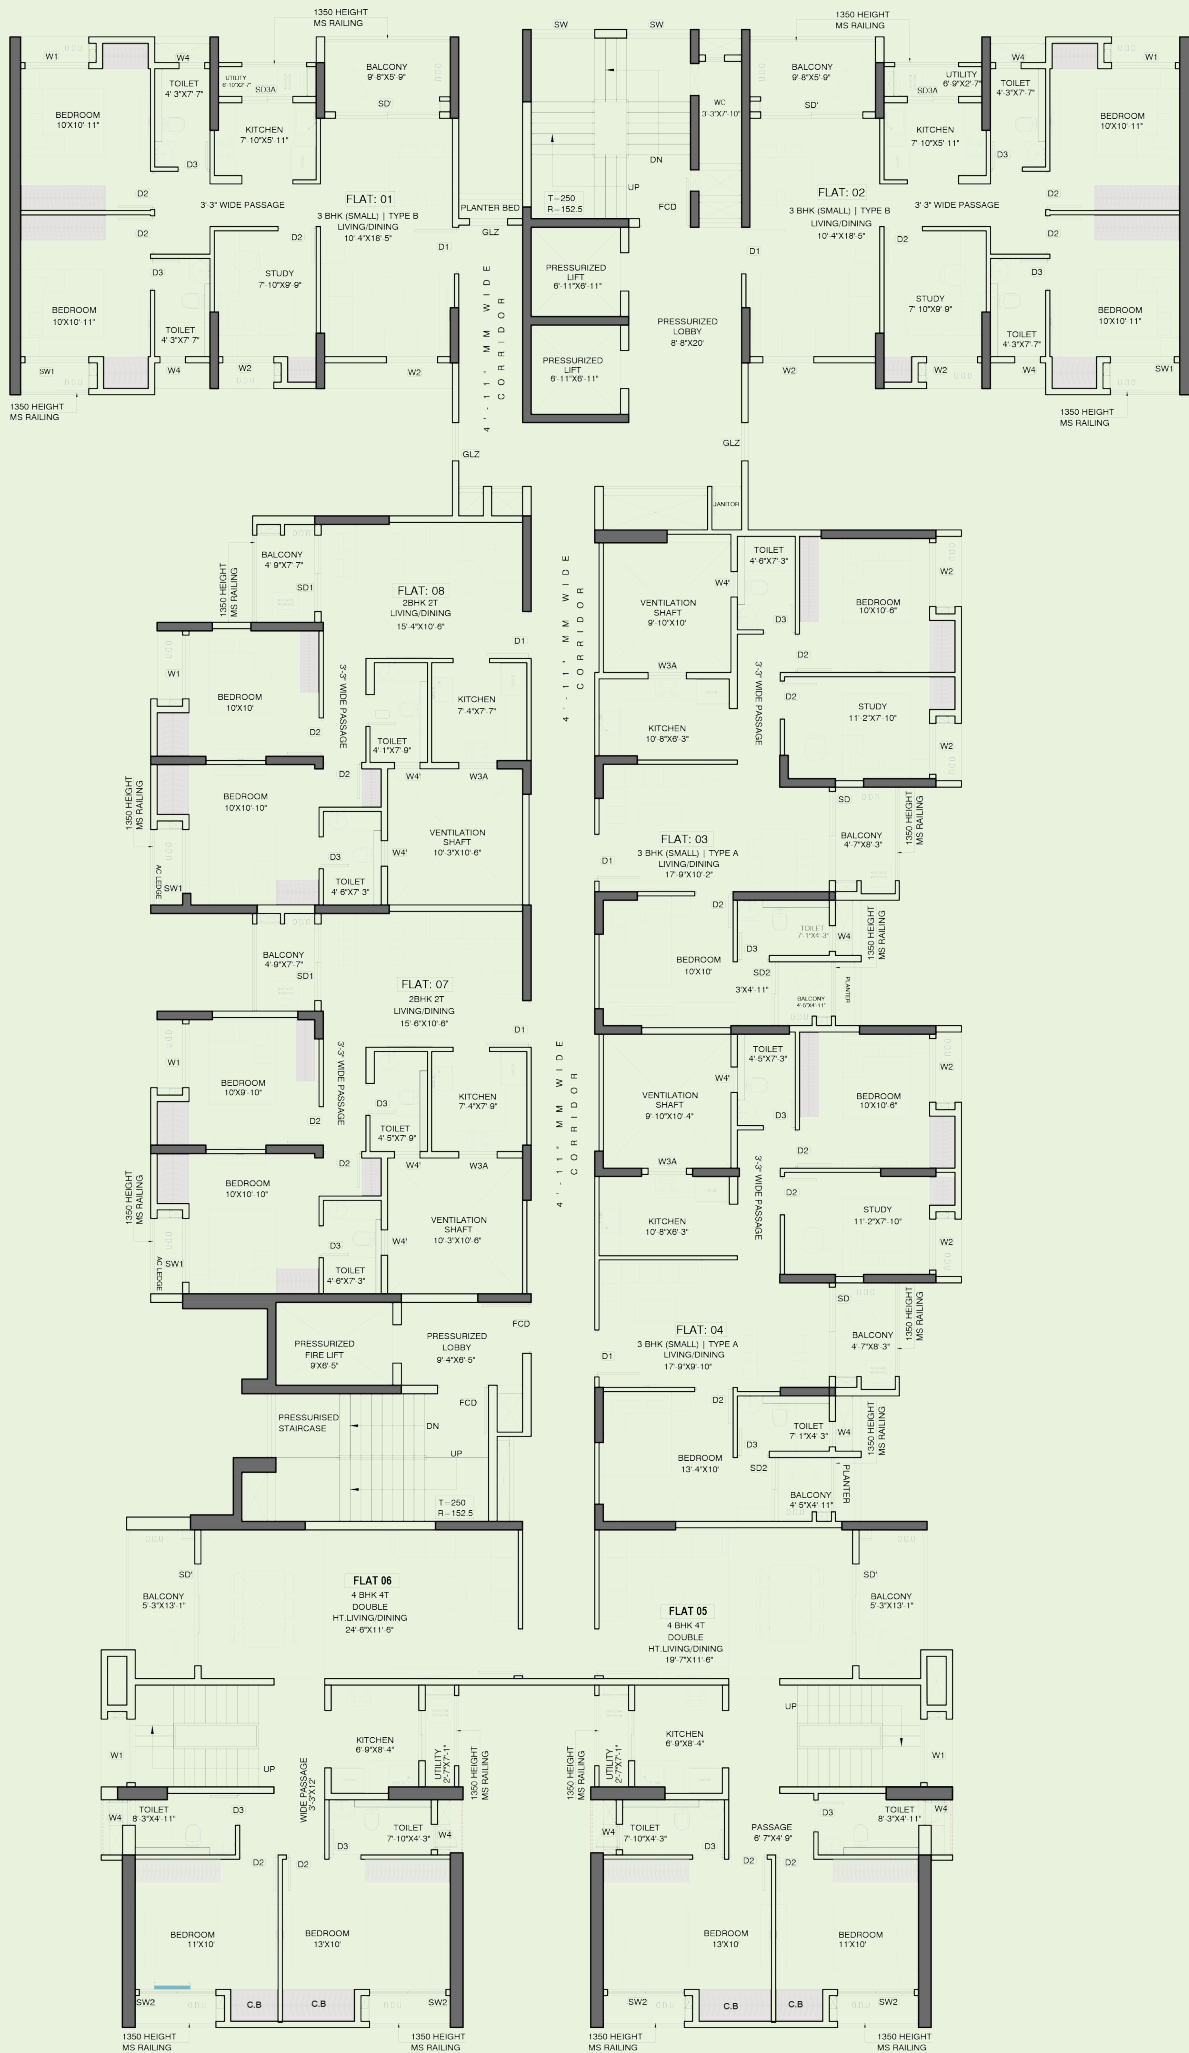 1350 HEIGHT
MS RAILING
SW
SW
1350 HEIGHT
MS RAILING
W1
W4
TOILET
4'·3"X7'·7"
UTILITY
SD3A
BALCONY
9'·8"X5'·9"
SD'
BEDROOM
10'X10'·11"
KITCHEN
7'·10"X5'·11"
D3
D2
3'·3" WIDE PASSAGE
FLAT: 01
3 BHK (SMALL) | TYPE B
LIVING/DINING
10'·4"X18'·5"
PLANTER BED
GLZ
D2
D2
D1
D3
STUDY
7'·10"X9'·9"
BEDROOM
10'X10'·11"
TOILET
4'·3"X7'·7"
SW1
W4
W2
W2
1350 HEIGHT
MS RAILING
4'-11" MM WIDE
CORRIDOR
GLZ
WC
3'·3"X7'·10"
DN
UP
T=250
R=152.5
FCD
PRESSURIZED
LIFT
6'·11"X6'·11"
PRESSURIZED
LIFT
6'·11"X6'·11"
PRESSURIZED
LOBBY
8'·8"X20'
BALCONY
9'·8"X5'·9"
SD'
UTILITY
6'·9"X2'·7"
SD3A
W4
TOILET
4'·3"X7'·7"
W1
KITCHEN
7'·10"X5'·11"
BEDROOM
10'X10'·11"
D3
D2
FLAT: 02
3 BHK (SMALL) | TYPE B
LIVING/DINING
10'·4"X18'·5"
3'·3" WIDE PASSAGE
D1
D2
D2
D3
STUDY
7'·10"X9'·9"
TOILET
4'·3"X7'·7"
BEDROOM
10'X10'·11"
W2
W2
W4
SW1
1350 HEIGHT
MS RAILING
GLZ
JANITOR
BALCONY
4'·9"X7'·7"
1350 HEIGHT
MS RAILING
SD1
FLAT: 08
2BHK 2T
LIVING/DINING
15'·4"X10'·6"
D1
4'-11" MM WIDE
CORRIDOR
W1
BEDROOM
10'X10'
D2
3'·3" WIDE PASSAGE
TOILET
4'·1"X7'·9"
KITCHEN
7'·4"X7'·7"
D2
W4'
W3A
BEDROOM
10'X10'·10"
1350 HEIGHT
MS RAILING
VENTILATION
SHAFT
10'·3"X10'·6"
D3
W4'
TOILET
4'·6"X7'·3"
AC LEDGE
SW1
VENTILATION
SHAFT
9'·10"X10'
W4'
W3A
TOILET
4'·6"X7'·3"
D3
BEDROOM
10'X10'·6"
W2
D2
D2
3'·3" WIDE PASSAGE
STUDY
11'·2"X7'·10"
W2
KITCHEN
10'·8"X6'·3"
SD
BALCONY
4'·7"X8'·3"
1350 HEIGHT
MS RAILING
FLAT: 03
3 BHK (SMALL) | TYPE A
LIVING/DINING
17'·9"X10'·2"
D1
D2
TOILET
7'·1"X4'·3"
W4
1350 HEIGHT
MS RAILING
D3
SD2
BEDROOM
10'X10'
3'X4'·11"
BALCONY
PLANTER
BALCONY
4'·9"X7'·7"
SD1
FLAT: 07
2BHK 2T
LIVING/DINING
15'·6"X10'·6"
D1
4'-11" MM WIDE
CORRIDOR
W1
BEDROOM
10'X9'·10"
D2
3'·3" WIDE PASSAGE
D3
TOILET
4'·5"X7'·9"
KITCHEN
7'·4"X7'·9"
D2
W4'
W3A
BEDROOM
10'X10'·10"
1350 HEIGHT
MS RAILING
VENTILATION
SHAFT
10'·3"X10'·6"
D3
W4'
TOILET
4'·6"X7'·3"
AC LEDGE
SW1
VENTILATION
SHAFT
9'·10"X10'·4"
W4'
W3A
TOILET
4'·5"X7'·3"
D3
BEDROOM
10'X10'·6"
W2
D2
D2
3'·3" WIDE PASSAGE
STUDY
11'·2"X7'·10"
W2
KITCHEN
10'·8"X6'·3"
SD
BALCONY
4'·7"X8'·3"
1350 HEIGHT
MS RAILING
FLAT: 04
3 BHK (SMALL) | TYPE A
LIVING/DINING
17'·9"X9'·10"
D1
D2
TOILET
7'·1"X4'·3"
W4
1350 HEIGHT
MS RAILING
D3
SD2
BEDROOM
13'·4"X10'
BALCONY
4'·5"X4'·11"
PLANTER
PRESSURIZED
FIRE LIFT
9'X6'·5"
PRESSURIZED
LOBBY
9'·4"X6'·5"
FCD
FCD
PRESSURISED
STAIRCASE
DN
UP
T=250
R=152.5
SD'
BALCONY
5'·3"X13'·1"
FLAT 06
4 BHK 4T
DOUBLE
HT.LIVING/DINING
24'·6"X11'·6"
FLAT 05
4 BHK 4T
DOUBLE
HT.LIVING/DINING
19'·7"X11'·6"
SD'
BALCONY
5'·3"X13'·1"
W1
UP
WIDE PASSAGE
3'·3"X12'
KITCHEN
6'·9"X8'·4"
UTILITY
2'·7"X7'·1"
1350 HEIGHT
MS RAILING
1350 HEIGHT
MS RAILING
UTILITY
2'·7"X7'·1"
KITCHEN
6'·9"X8'·4"
UP
W1
W4
TOILET
8'·3"X4'·11"
D3
D3
TOILET
7'·10"X4'·3"
W4
D2
D2
W4
TOILET
7'·10"X4'·3"
D3
PASSAGE
6'·7"X4'·9"
D3
TOILET
8'·3"X4'·11"
W4
D2
D2
BEDROOM
11'X10'
BEDROOM
13'X10'
BEDROOM
13'X10'
BEDROOM
11'X10'
SW2
C.B
C.B
SW2
SW2
C.B
C.B
SW2
1350 HEIGHT
MS RAILING
1350 HEIGHT
MS RAILING
1350 HEIGHT
MS RAILING
1350 HEIGHT
MS RAILING